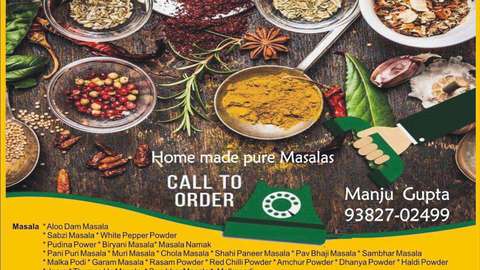 Home made pure Masalas
CALL TO
ORDER
Manju Gupta
93827-02499
Masala * Aloo Dam Masala
* Sabzi Masala * White Pepper Powder
* Pudina Power * Biryani Masala * Masala Namak
* Pani Puri Masala * Muri Masala * Chola Masala * Shahi Paneer Masala * Pav Bhaji Masala * Sambhar Masala
* Malka Podi * Garam Masala * Rasam Powder * Red Chilli Powder * Amchur Powder * Dhanya Powder * Haldi Powder